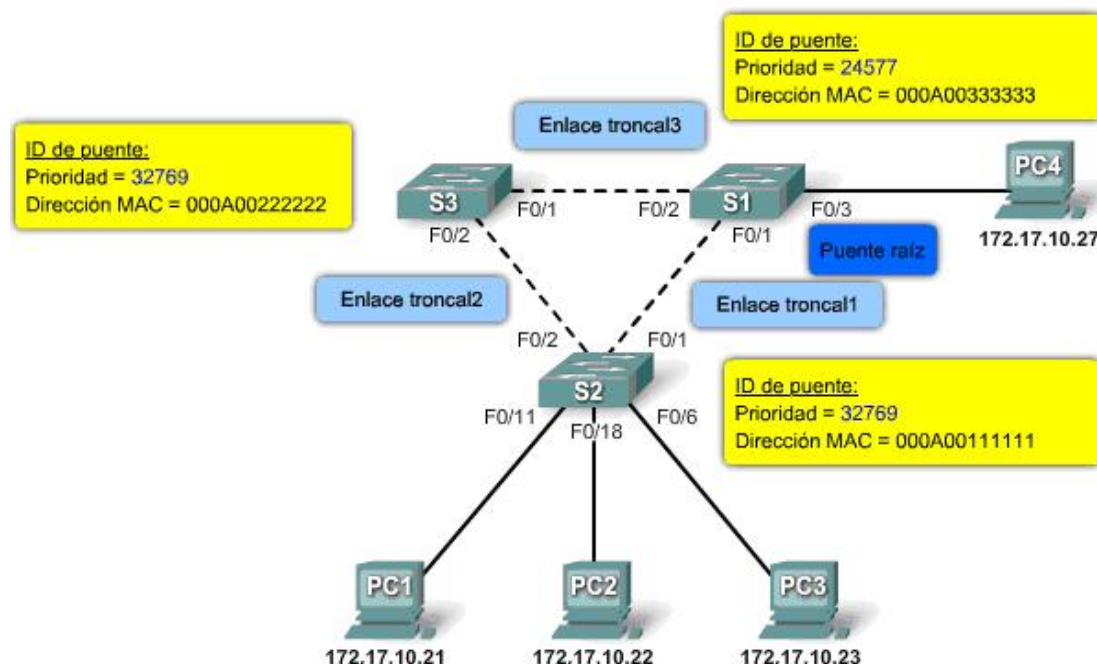 ID de puente:
Prioridad = 24577
Dirección MAC = 000A00333333
Enlace troncal3
ID de puente:
Prioridad = 32769
Dirección MAC = 000A00222222
PC4
S3
S1
F0/1
F0/2
F0/3
172.17.10.27
F0/2
F0/1
Puente raíz
Enlace troncal2
Enlace troncal1
F0/2
F0/1
S2
ID de puente:
Prioridad = 32769
Dirección MAC = 000A00111111
F0/11
F0/18
F0/6
PC1
PC2
PC3
172.17.10.21
172.17.10.22
172.17.10.23